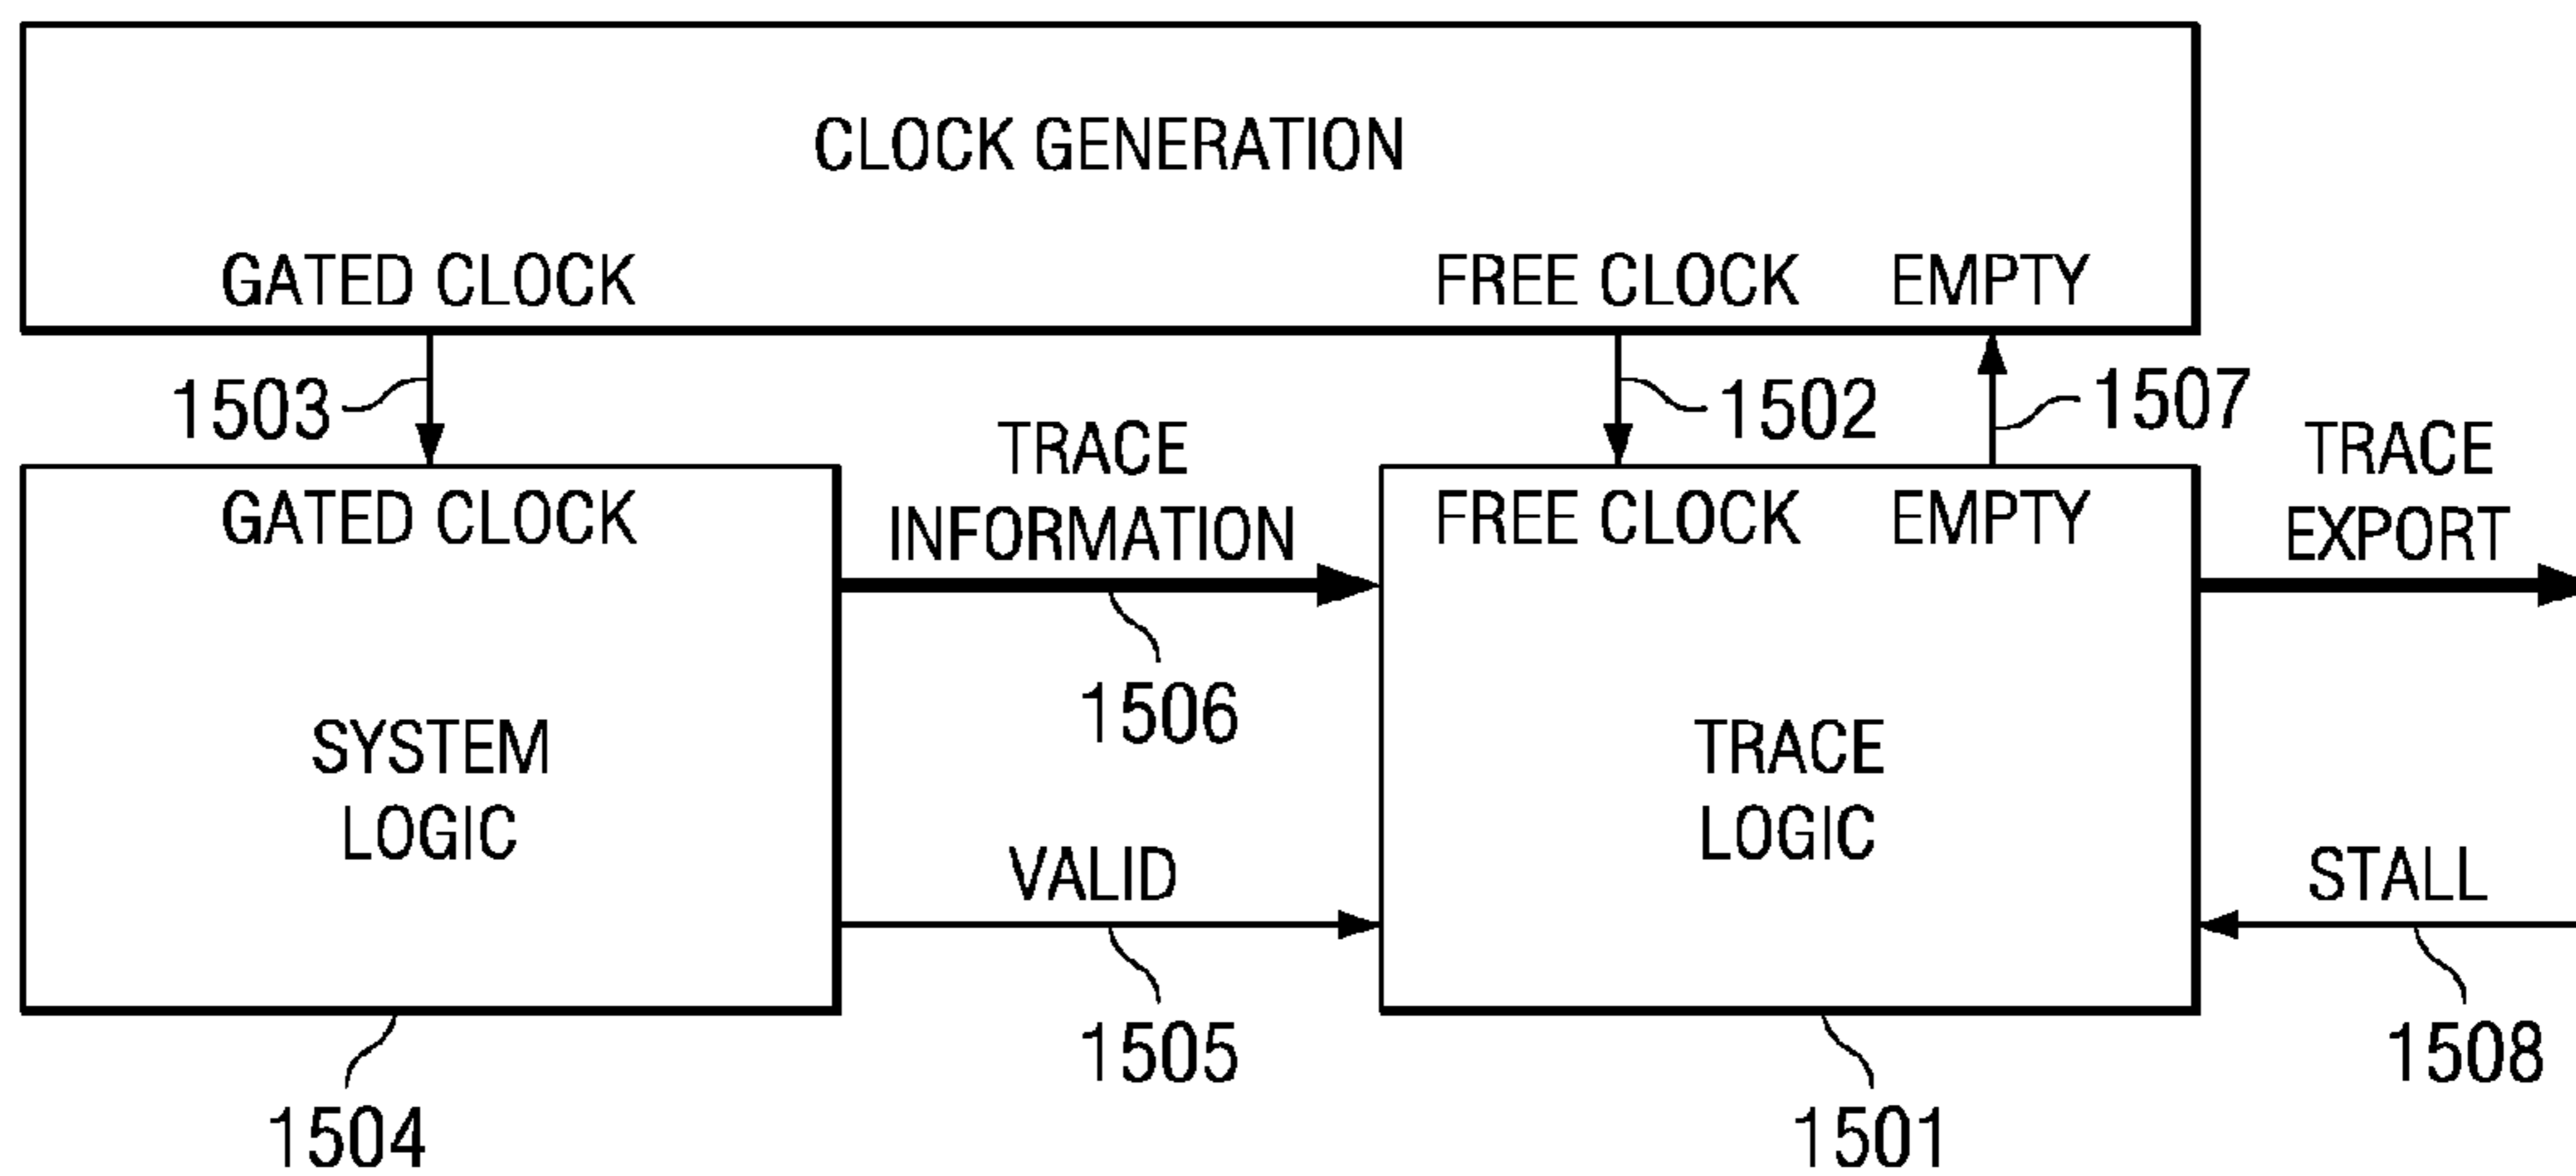 CLOCK GENERATION
GATED CLOCK
FREE CLOCK
EMPTY
1503
1502
1507
TRACE
INFORMATION
TRACE
EXPORT
GATED CLOCK
FREE CLOCK
EMPTY
1506
SYSTEM
LOGIC
TRACE
LOGIC
VALID
STALL
1505
1508
1504
1501